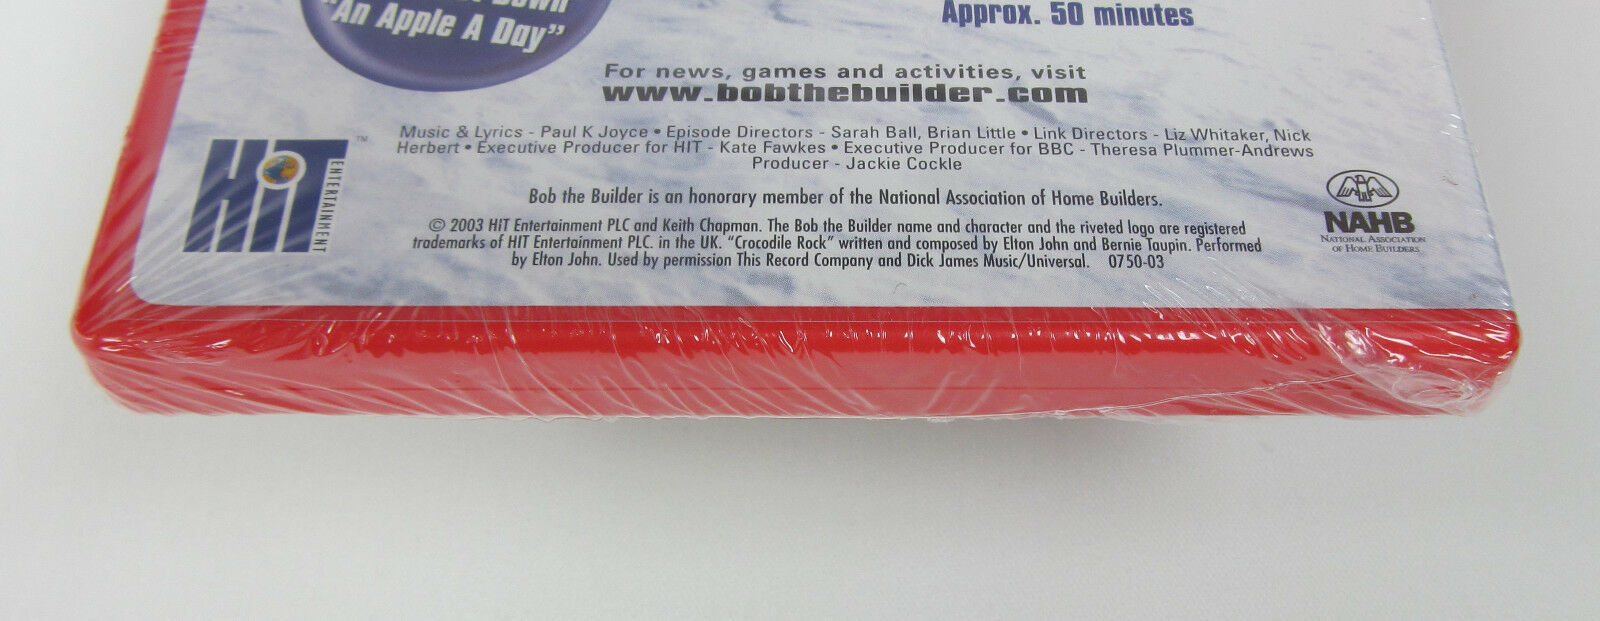 "An Apple A Day"
Approx. 50 minutes
For news, games and activities, visit
www.bobthebuilder.com
Music & Lyrics - Paul K Joyce • Episode Directors - Sarah Ball, Brian Little • Link Directors - Liz Whitaker, Nick
Herbert • Executive Producer for HIT - Kate Fawkes • Executive Producer for BBC - Theresa Plummer-Andrews
Producer - Jackie Cockle
HiT ENTERTAINMENT ™
Bob the Builder is an honorary member of the National Association of Home Builders.
© 2003 HIT Entertainment PLC and Keith Chapman. The Bob the Builder name and character and the riveted logo are registered
trademarks of HIT Entertainment PLC. in the UK. "Crocodile Rock" written and composed by Elton John and Bernie Taupin. Performed
by Elton John. Used by permission This Record Company and Dick James Music/Universal. 0750-03
NAHB
NATIONAL ASSOCIATION
OF HOME BUILDERS